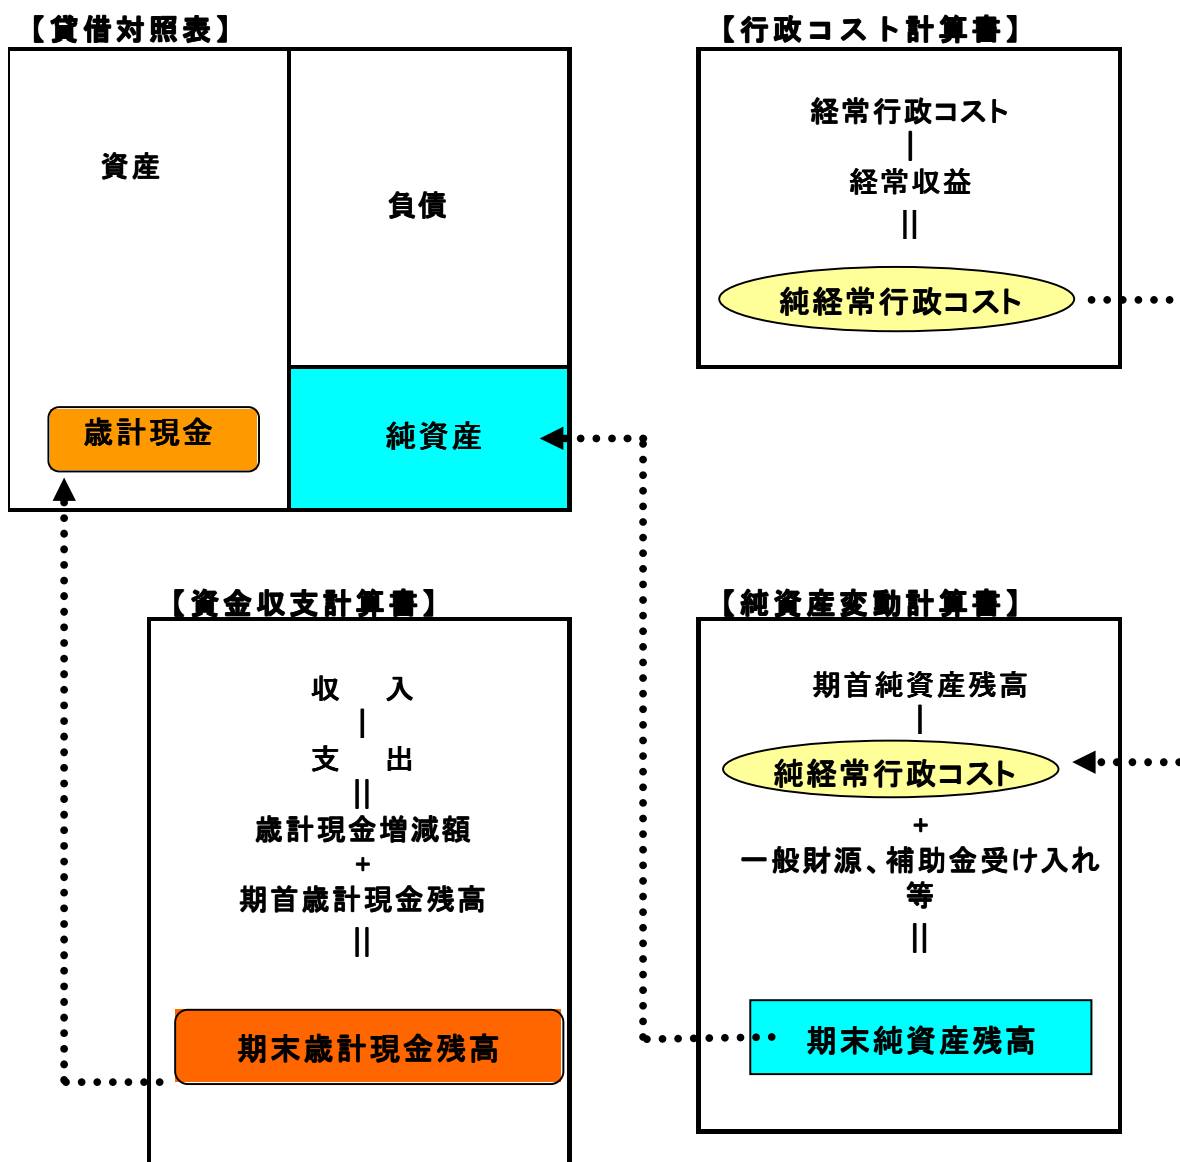 【貸借対照表】
資産
負債
歳計現金
純資産
【行政コスト計算書】
経常行政コスト
|
経常収益
||
純経常行政コスト
【資金収支計算書】
収　入
|
支　出
||
歳計現金増減額
+
期首歳計現金残高
||
期末歳計現金残高
【純資産変動計算書】
期首純資産残高
|
純経常行政コスト
+
一般財源、補助金受け入れ
等
||
期末純資産残高